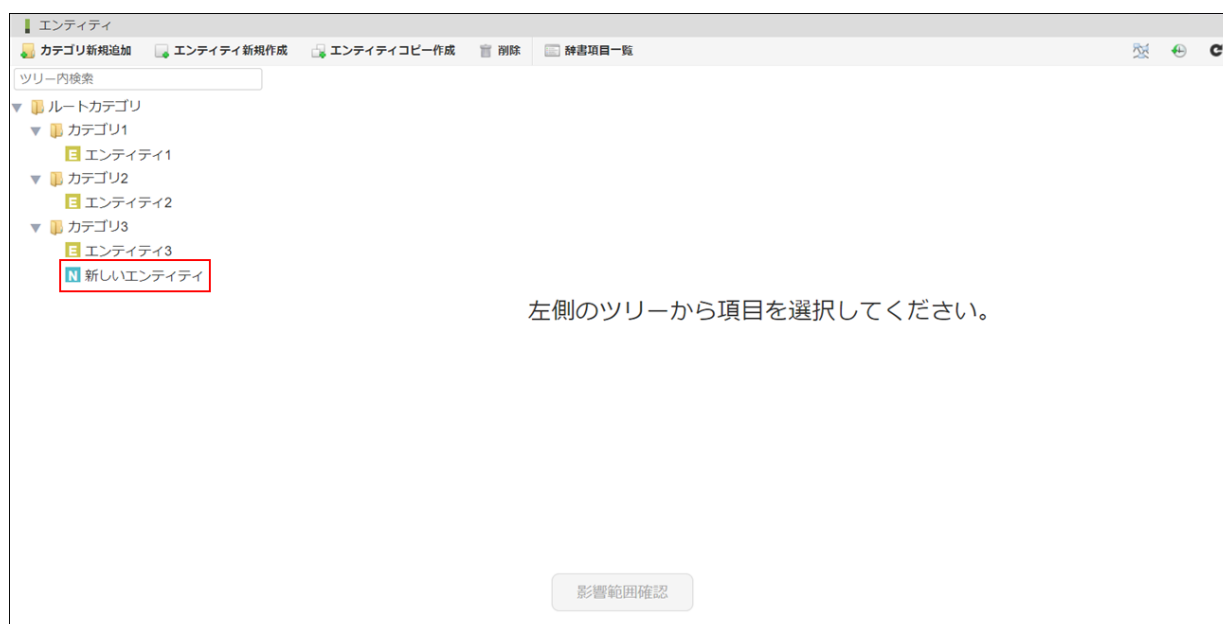 エンティティ
カテゴリ新規追加 エンティティ新規作成 エンティティコピー作成 削除 辞書項目一覧
ツリー内検索
ルートカテゴリ
カテゴリ1
E エンティティ1
カテゴリ2
E エンティティ2
カテゴリ3
E エンティティ3
N 新しいエンティティ
左側のツリーから項目を選択してください。
影響範囲確認